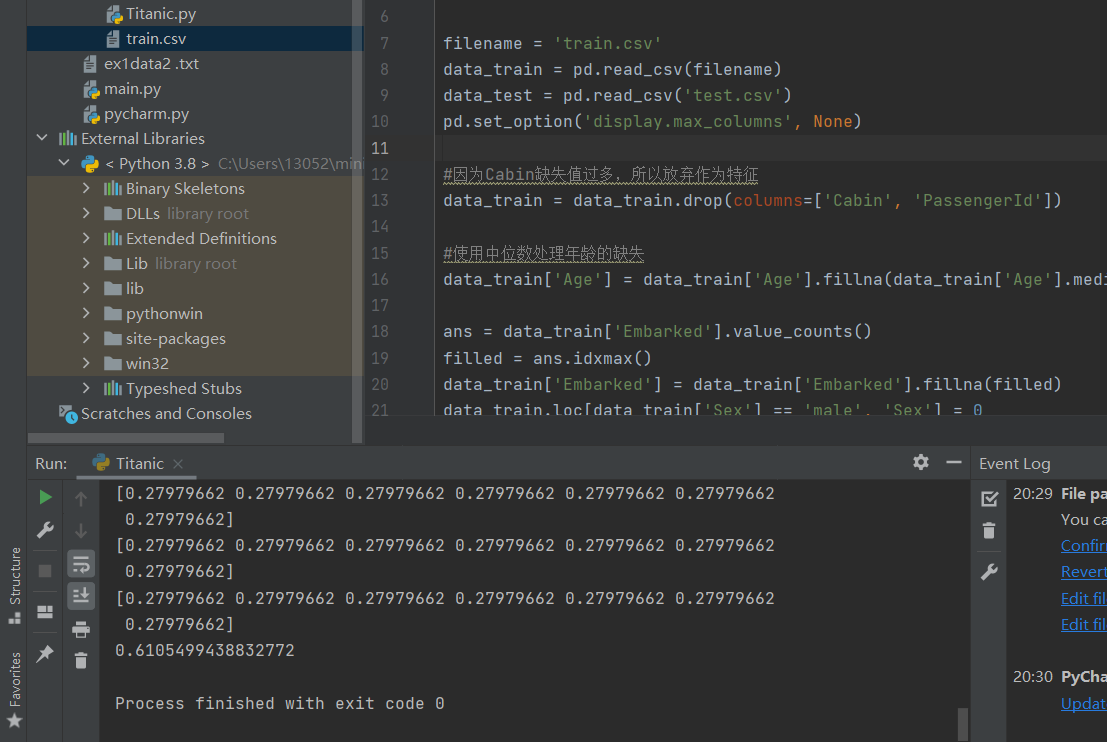 Titanic.py
train.csv
ex1data2 .txt
main.py
pycharm.py
External Libraries
< Python 3.8 > C:\Users\13052\mini
Binary Skeletons
DLLs library root
Extended Definitions
Lib library root
lib
pythonwin
site-packages
win32
Typeshed Stubs
Scratches and Consoles
6
7 filename = 'train.csv'
8 data_train = pd.read_csv(filename)
9 data_test = pd.read_csv('test.csv')
10 pd.set_option('display.max_columns', None)
11
12 #因为Cabin缺失值过多，所以放弃作为特征
13 data_train = data_train.drop(columns=['Cabin', 'PassengerId'])
14
15 #使用中位数处理年龄的缺失
16 data_train['Age'] = data_train['Age'].fillna(data_train['Age'].medi
17
18 ans = data_train['Embarked'].value_counts()
19 filled = ans.idxmax()
20 data_train['Embarked'] = data_train['Embarked'].fillna(filled)
21 data_train.loc[data_train['Sex'] == 'male', 'Sex'] = 0
Run: Titanic
[0.27979662 0.27979662 0.27979662 0.27979662 0.27979662 0.27979662
0.27979662]
[0.27979662 0.27979662 0.27979662 0.27979662 0.27979662 0.27979662
0.27979662]
[0.27979662 0.27979662 0.27979662 0.27979662 0.27979662 0.27979662
0.27979662]
0.6105499438832772
Process finished with exit code 0
Structure
Favorites
Event Log
20:29 File pa
You ca
Confir
Revert
Edit fil
Edit fil
20:30 PyCha
Updat